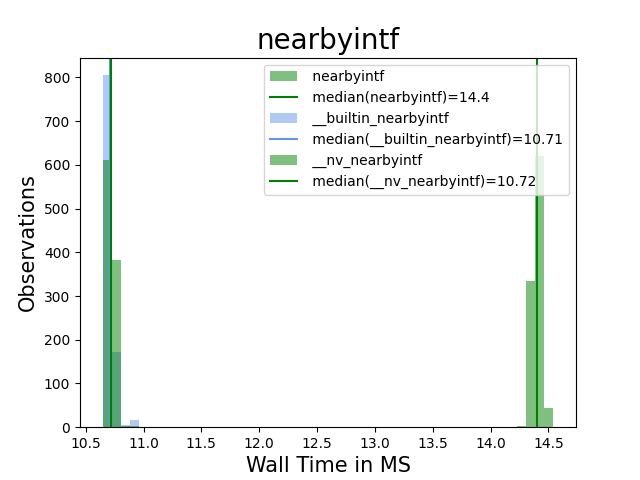 nearbyintf
nearbyintf
median(nearbyintf)=14.4
__builtin_nearbyintf
median(__builtin_nearbyintf)=10.71
__nv_nearbyintf
median(__nv_nearbyintf)=10.72
Observations
800
700
600
500
400
300
200
100
0
10.5 11.0 11.5 12.0 12.5 13.0 13.5 14.0 14.5
Wall Time in MS